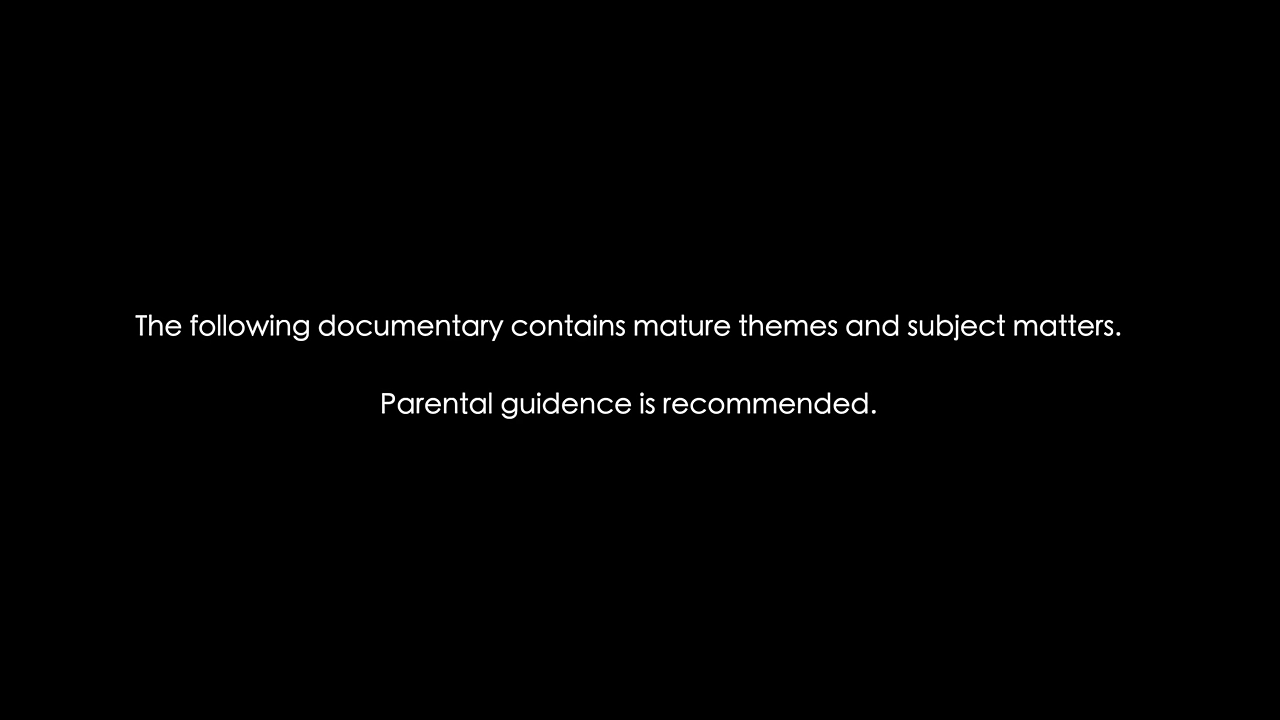 The following documentary contains mature themes and subject matters.
Parental guidence is recommended.